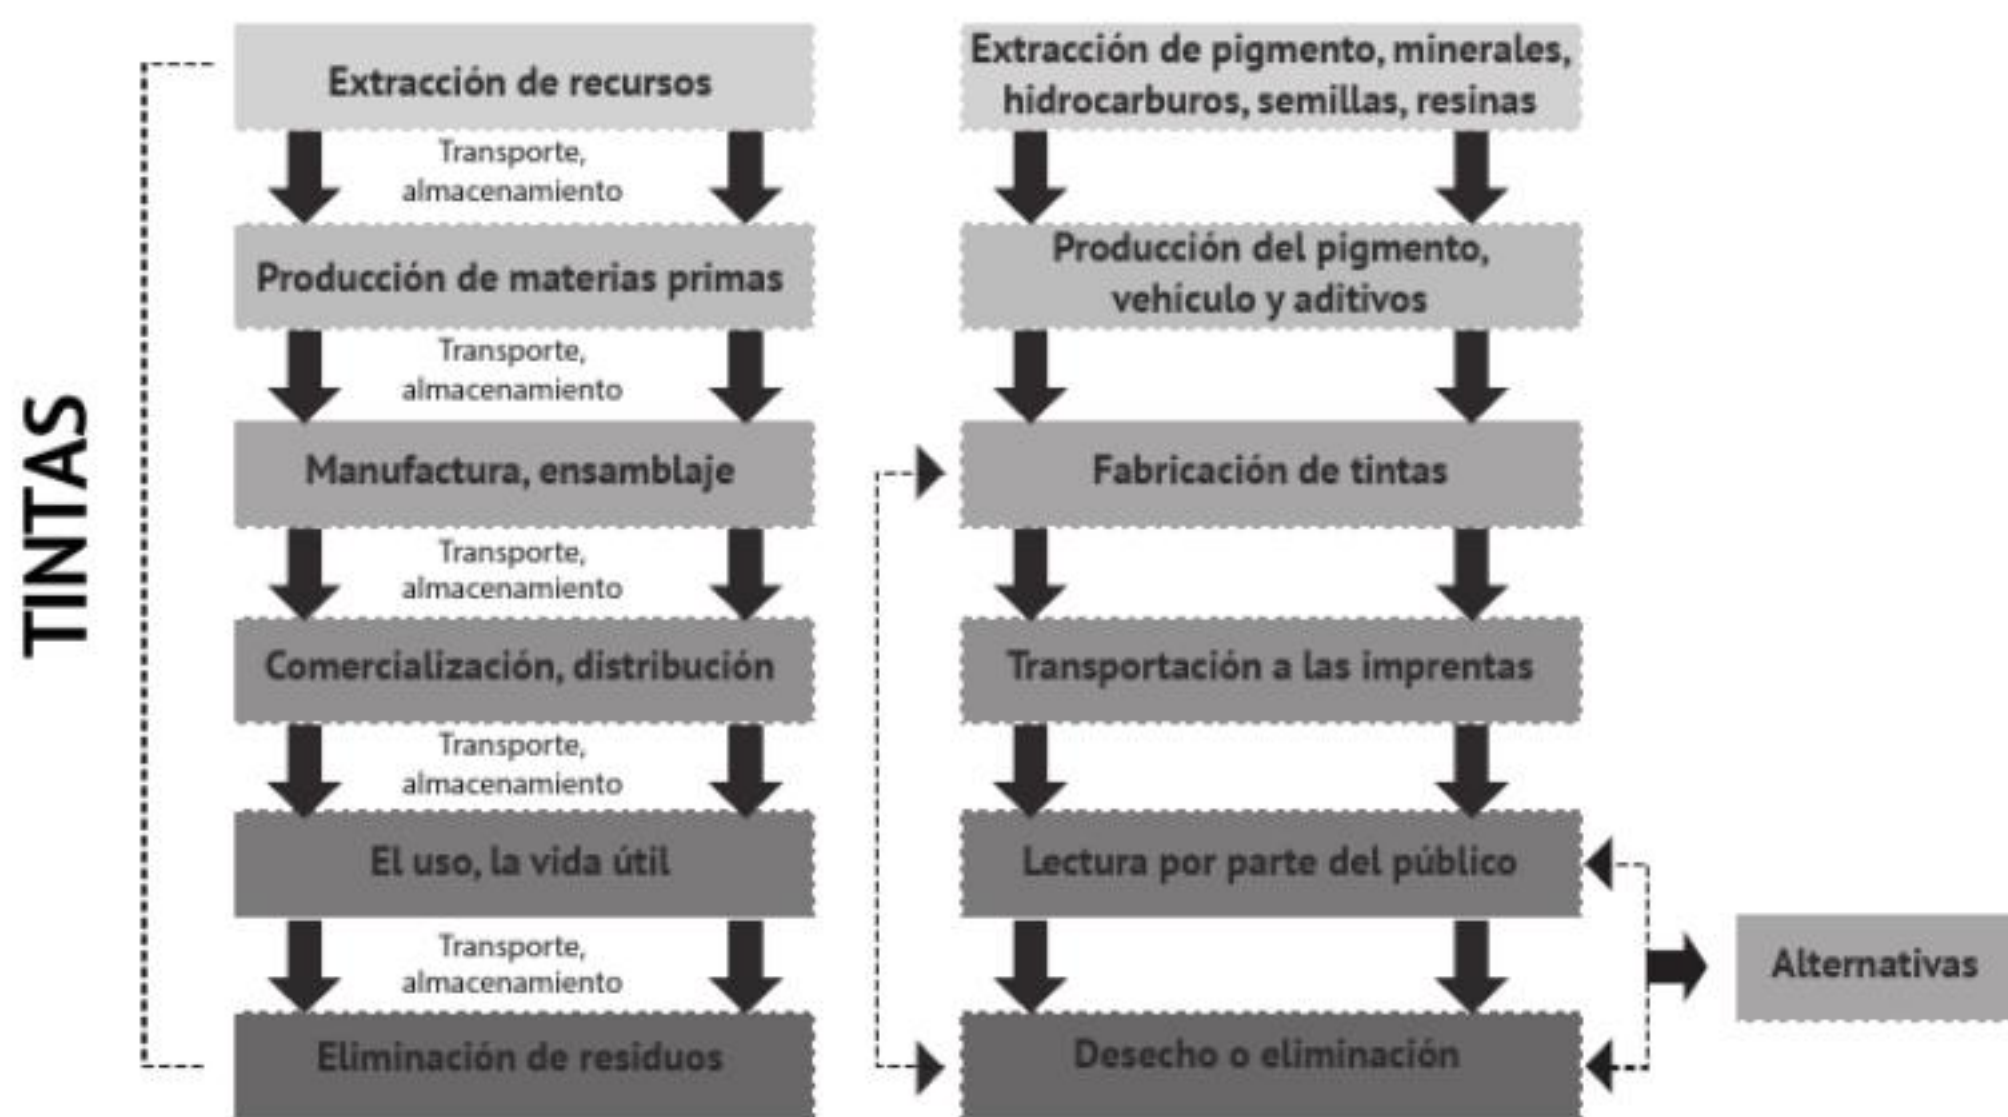 TINTAS
Extracción de recursos
Transporte,
almacenamiento
Producción de materias primas
Transporte,
almacenamiento
Manufactura, ensamblaje
Transporte,
almacenamiento
Comercialización, distribución
Transporte,
almacenamiento
El uso, la vida útil
Transporte,
almacenamiento
Eliminación de residuos
Extracción de pigmento, minerales,
hidrocarburos, semillas, resinas
Producción del pigmento,
vehículo y aditivos
Fabricación de tintas
Transportación a las imprentas
Lectura por parte del público
Desecho o eliminación
Alternativas